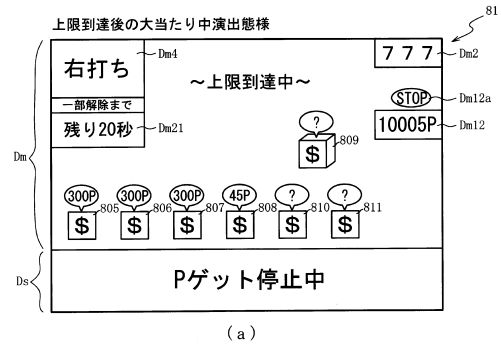 上限到達後の大当たり中演出態様
81
右打ち
Dm4
777
Dm2
～上限到達中～
一部解除まで
STOP
Dm12a
残り20秒
Dm21
10005P
Dm12
?
$
809
Dm
300P 300P 300P 45P ? ?
$ 805 $ 806 $ 807 $ 808 $ 810 $ 811
Ds
Pゲット停止中
(a)